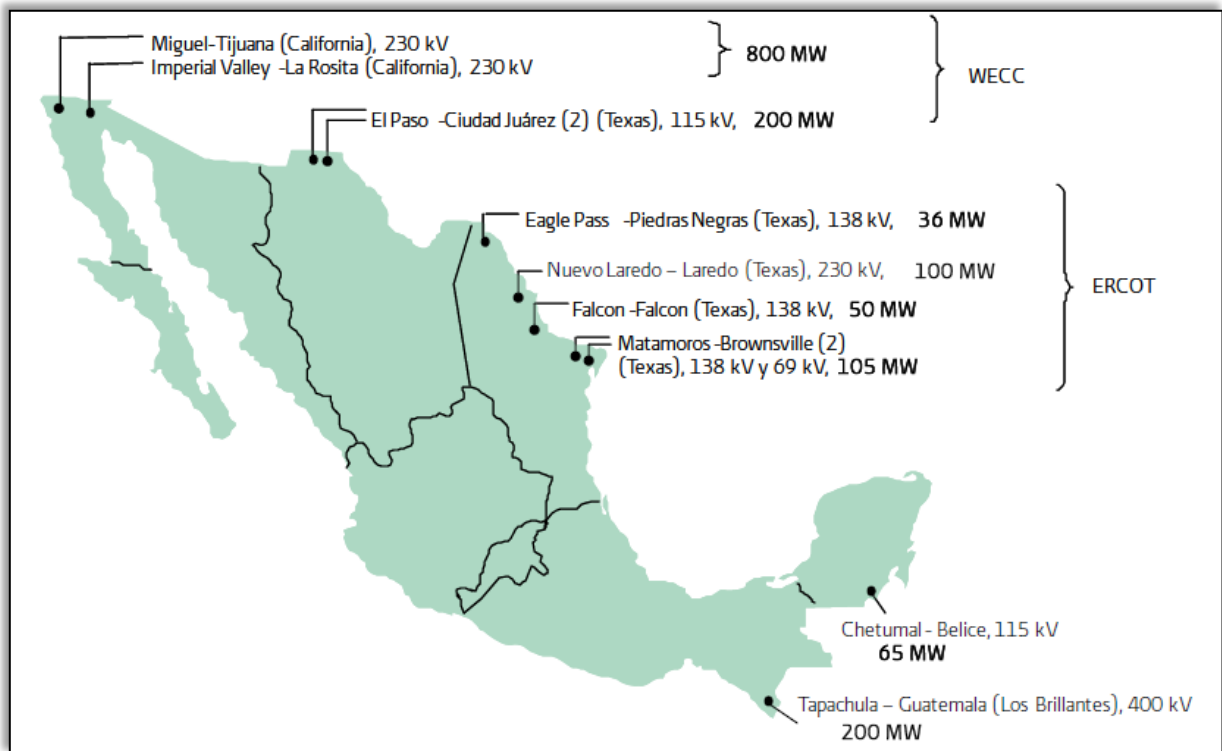 Miguel-Tijuana (California), 230 kV
Imperial Valley -La Rosita (California), 230 kV
800 MW
WECC
El Paso -Ciudad Juárez (2) (Texas), 115 kV, 200 MW
Eagle Pass -Piedras Negras (Texas), 138 kV, 36 MW
Nuevo Laredo – Laredo (Texas), 230 kV, 100 MW
ERCOT
Falcon -Falcon (Texas), 138 kV, 50 MW
Matamoros -Brownsville (2)
(Texas), 138 kV y 69 kV, 105 MW
Chetumal - Belice, 115 kV
65 MW
Tapachula – Guatemala (Los Brillantes), 400 kV
200 MW